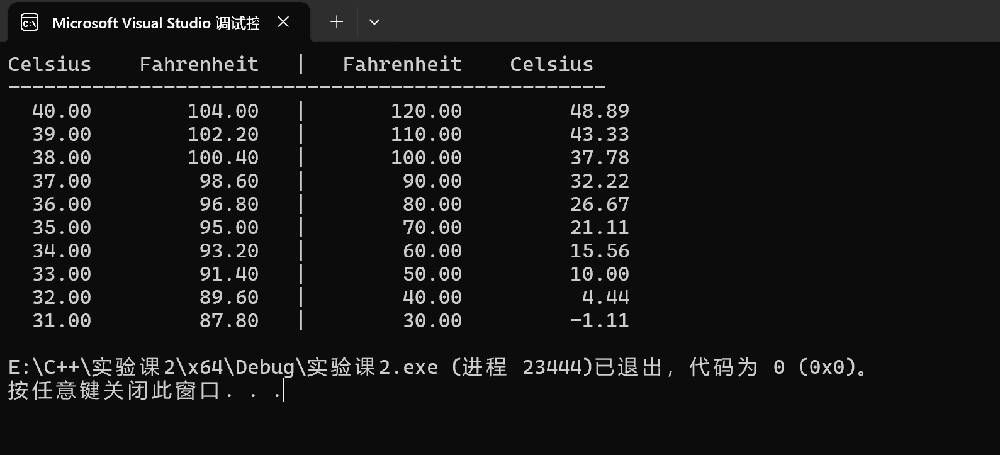 Microsoft Visual Studio 调试控
Celsius    Fahrenheit   |   Fahrenheit    Celsius
--------------------------------------------------
  40.00        104.00   |       120.00         48.89
  39.00        102.20   |       110.00         43.33
  38.00        100.40   |       100.00         37.78
  37.00         98.60   |        90.00         32.22
  36.00         96.80   |        80.00         26.67
  35.00         95.00   |        70.00         21.11
  34.00         93.20   |        60.00         15.56
  33.00         91.40   |        50.00         10.00
  32.00         89.60   |        40.00          4.44
  31.00         87.80   |        30.00         -1.11
E:\C++\实验课2\x64\Debug\实验课2.exe (进程 23444)已退出，代码为 0 (0x0)。
按任意键关闭此窗口. . .